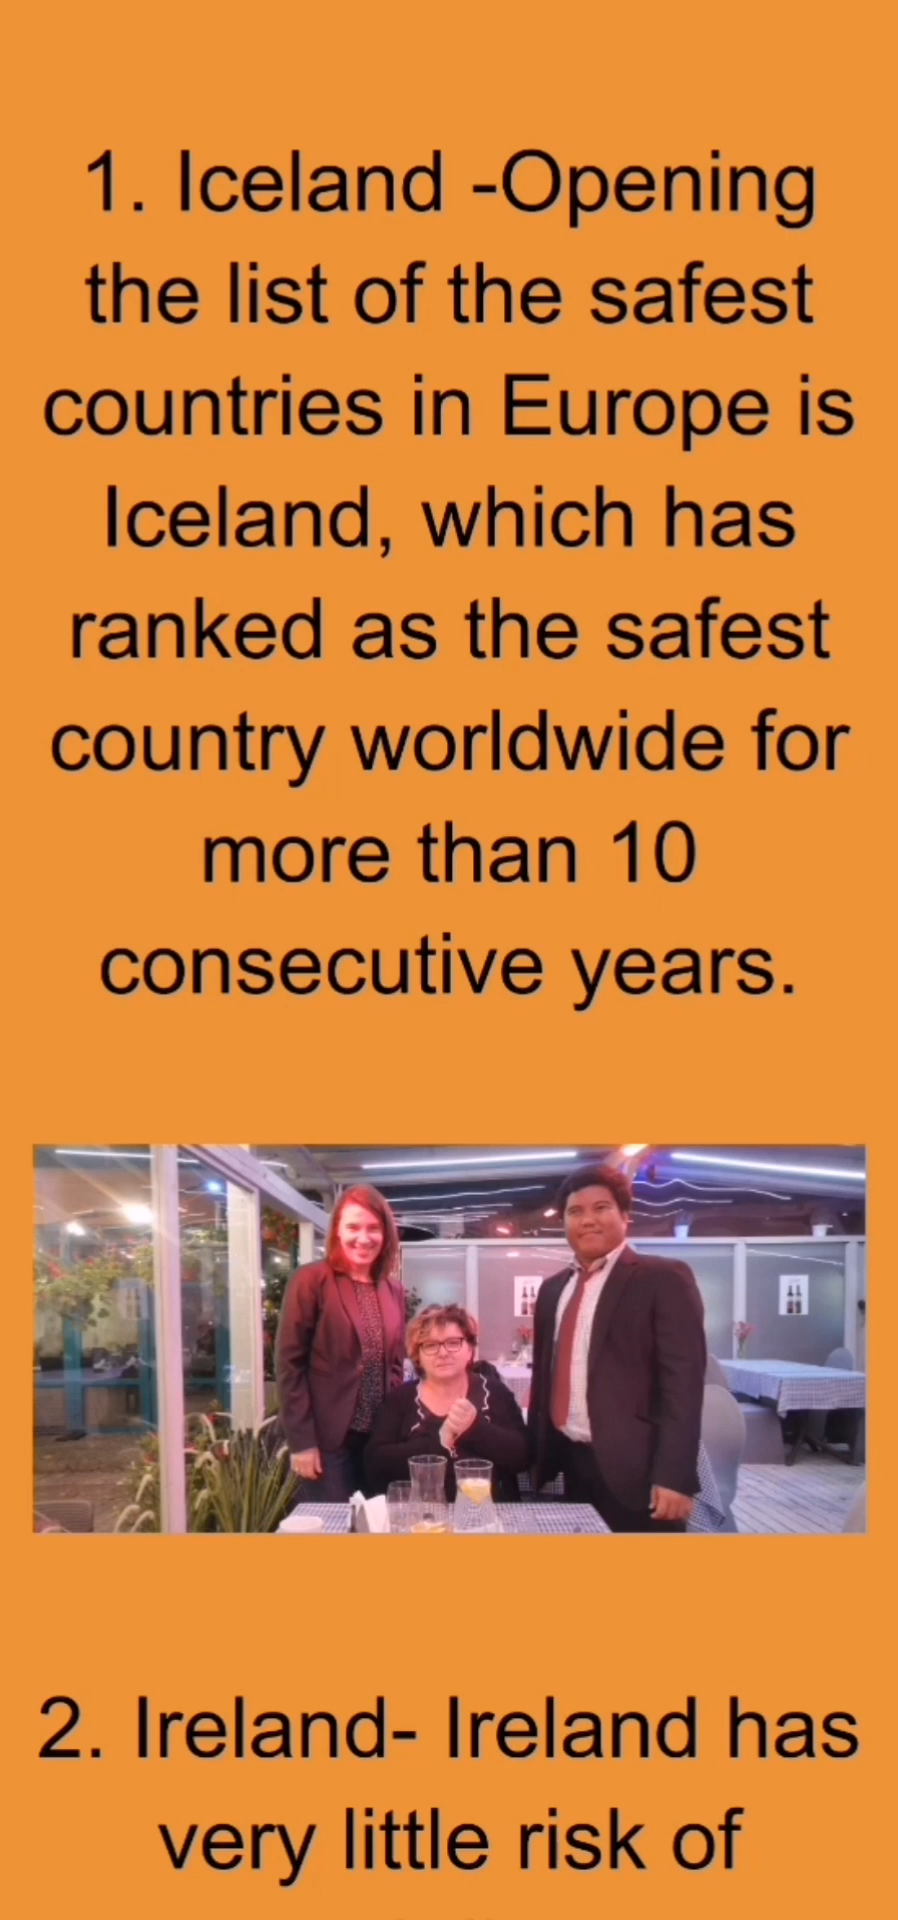 1. Iceland -Opening
the list of the safest
countries in Europe is
Iceland, which has
ranked as the safest
country worldwide for
more than 10
consecutive years.
2. Ireland- Ireland has
very little risk of